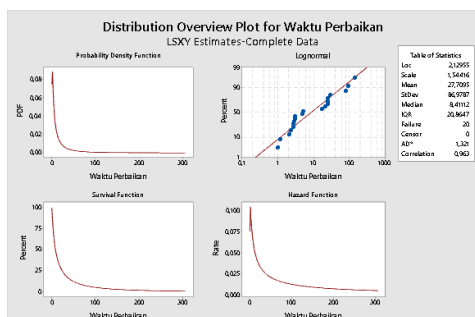 Distribution Overview Plot for Waktu Perbaikan
LSXY Estimates-Complete Data
Probability Density Function
0,08
0,06
0,04
0,02
0,00
0
100
200
300
PDF
Waktu Perbaikan
Lognormal
99
90
50
10
1
0,1
1
10
100
1000
Percent
Waktu Perbaikan
Table of Statistics
Loc 2,12955
Scale 1,54416
Mean 27,7095
StDev 86,9787
Median 8,41112
IQR 20,8647
Failure 20
Censor 0
AD* 1,321
Correlation 0,963
Survival Function
100
75
50
25
0
0
100
200
300
Percent
Waktu Perbaikan
Hazard Function
0,100
0,075
0,050
0,025
0,000
0
100
200
300
Rate
Waktu Perbaikan